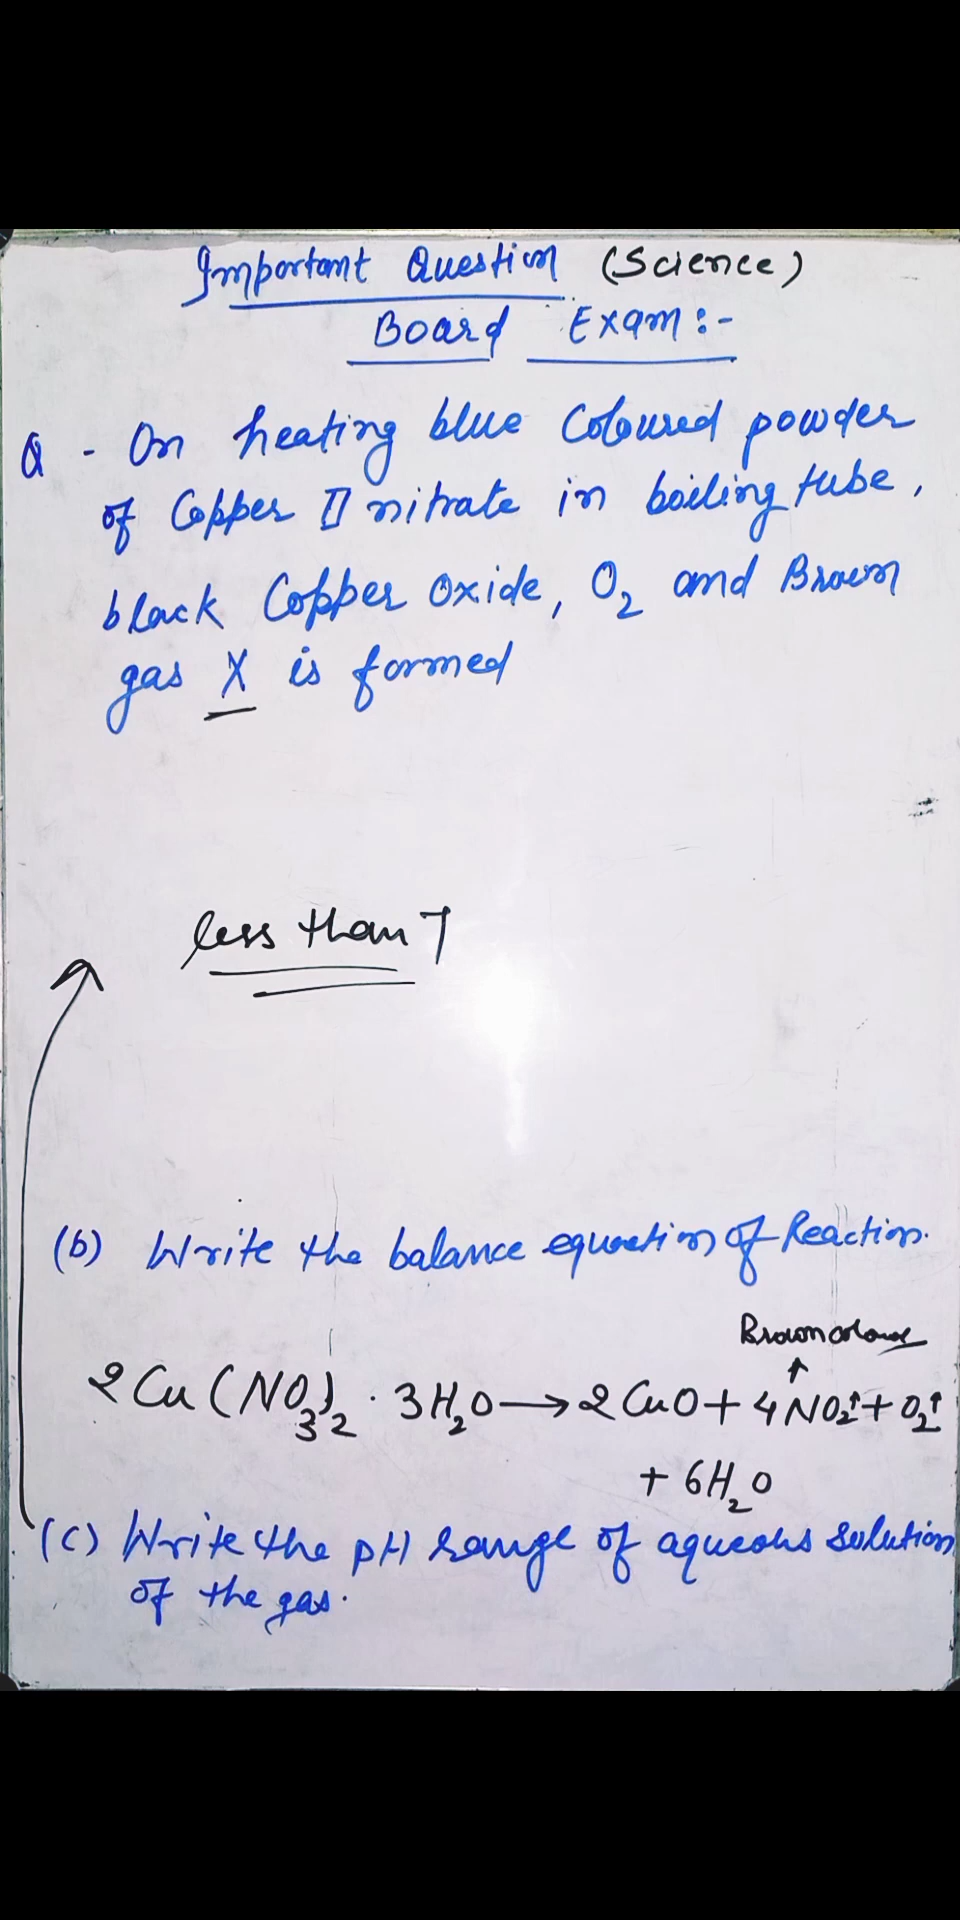 Important Question (Science)
Board Exam :-
Q - On heating blue Coloured powder
of Copper II nitrate in boiling tube,
black Copper Oxide, O₂ and Brown
gas X is formed
less than 7
(b) Write the balance equation of Reaction.
Brown colour
2Cu(NO₃)₂ · 3H₂O → 2CuO + 4NO₂↑ + O₂↑
+ 6H₂O
(c) Write the pH range of aqueous solution
of the gas.